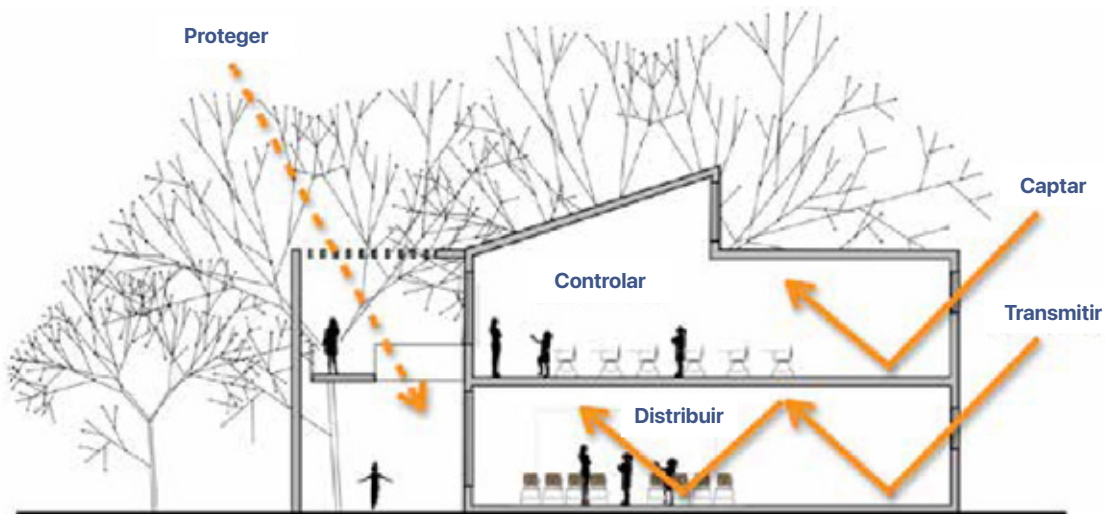 Proteger
Captar
Controlar
Transmitir
Distribuir